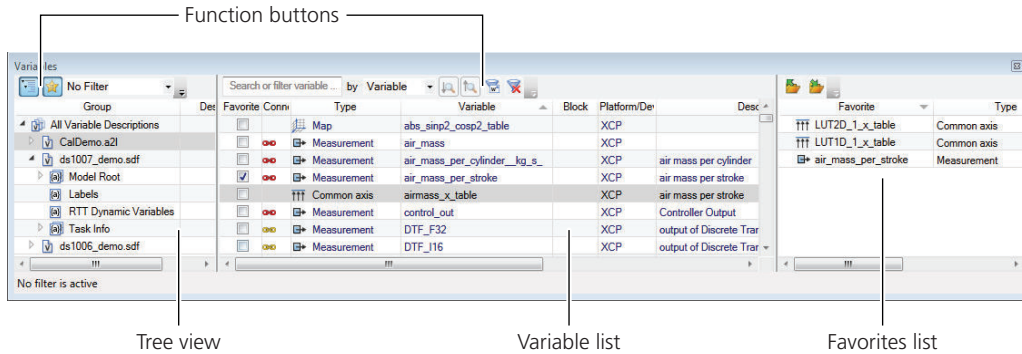 Function buttons
Variables
No Filter
Search or filter variable ... by Variable
Group Des
Favorite Conn Type Variable Block Platform/Dev Desc
Favorite Type
All Variable Descriptions
CalDemo.a2l
ds1007_demo.sdf
Model Root
Labels
RTT Dynamic Variables
Task Info
ds1006_demo.sdf
Map abs_sinp2_cosp2_table XCP
Measurement air_mass XCP
Measurement air_mass_per_cylinder__kg_s_ XCP air mass per cylinder
Measurement air_mass_per_stroke XCP air mass per stroke
Common axis airmass_x_table XCP air mass per stroke
Measurement control_out XCP Controller Output
Measurement DTF_F32 XCP output of Discrete Trar
Measurement DTF_I16 XCP output of Discrete Trar
LUT2D_1_x_table Common axis
LUT1D_1_x_table Common axis
air_mass_per_stroke Measurement
No filter is active
Tree view
Variable list
Favorites list